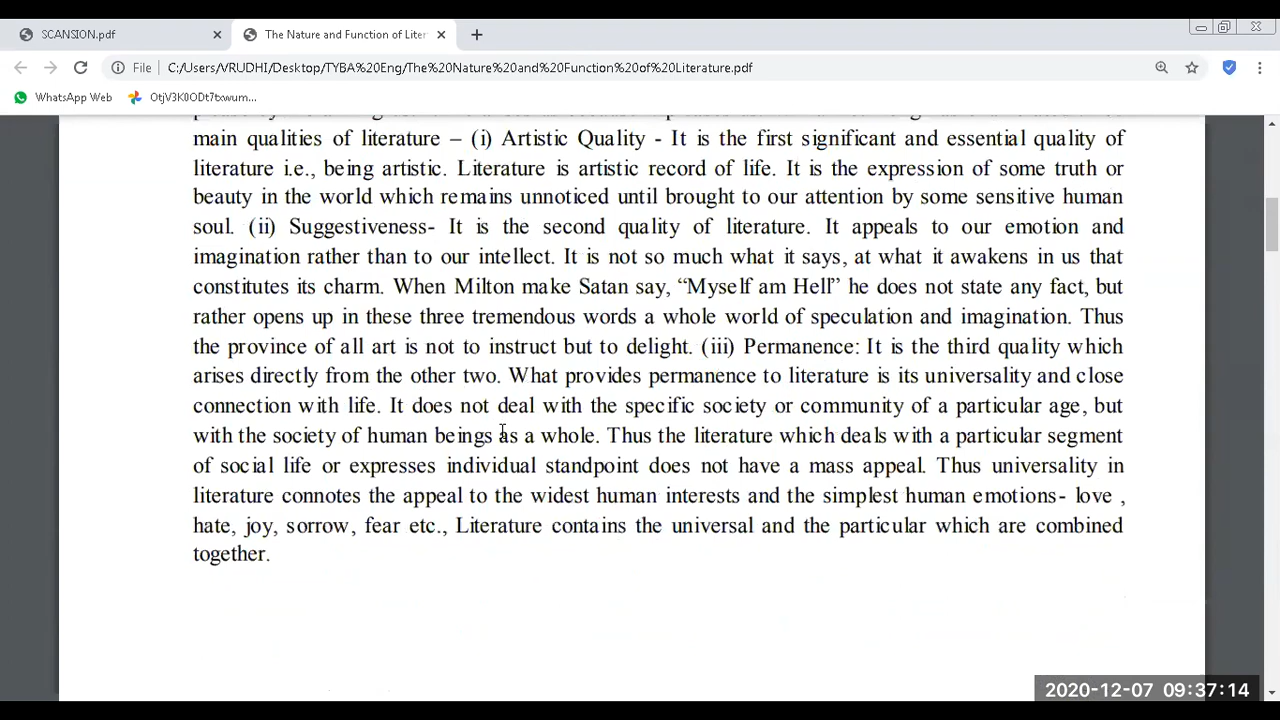 SCANSION.pdf
The Nature and Function of Liter
File C:/Users/VRUDHI/Desktop/TYBA%20Eng/The%20Nature%20and%20Function%20of%20Literature.pdf
WhatsApp Web OtjV3K0ODt7txwum...
main qualities of literature – (i) Artistic Quality - It is the first significant and essential quality of
literature i.e., being artistic. Literature is artistic record of life. It is the expression of some truth or
beauty in the world which remains unnoticed until brought to our attention by some sensitive human
soul. (ii) Suggestiveness- It is the second quality of literature. It appeals to our emotion and
imagination rather than to our intellect. It is not so much what it says, at what it awakens in us that
constitutes its charm. When Milton make Satan say, “Myself am Hell” he does not state any fact, but
rather opens up in these three tremendous words a whole world of speculation and imagination. Thus
the province of all art is not to instruct but to delight. (iii) Permanence: It is the third quality which
arises directly from the other two. What provides permanence to literature is its universality and close
connection with life. It does not deal with the specific society or community of a particular age, but
with the society of human beings as a whole. Thus the literature which deals with a particular segment
of social life or expresses individual standpoint does not have a mass appeal. Thus universality in
literature connotes the appeal to the widest human interests and the simplest human emotions- love ,
hate, joy, sorrow, fear etc., Literature contains the universal and the particular which are combined
together.
2020-12-07 09:37:14